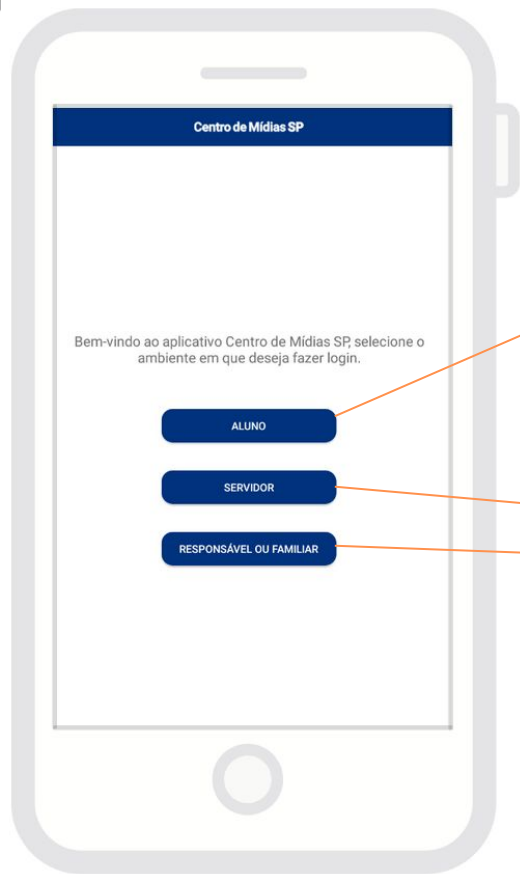 Centro de Mídias SP
Bem-vindo ao aplicativo Centro de Mídias SP, selecione o
ambiente em que deseja fazer login.
ALUNO
SERVIDOR
RESPONSÁVEL OU FAMILIAR